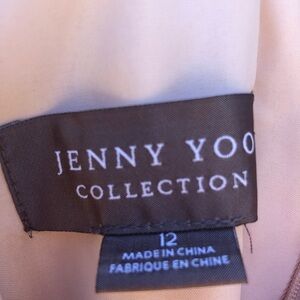 JENNY YOO
COLLECTION
12
MADE IN CHINA
FABRIQUE EN CHINE